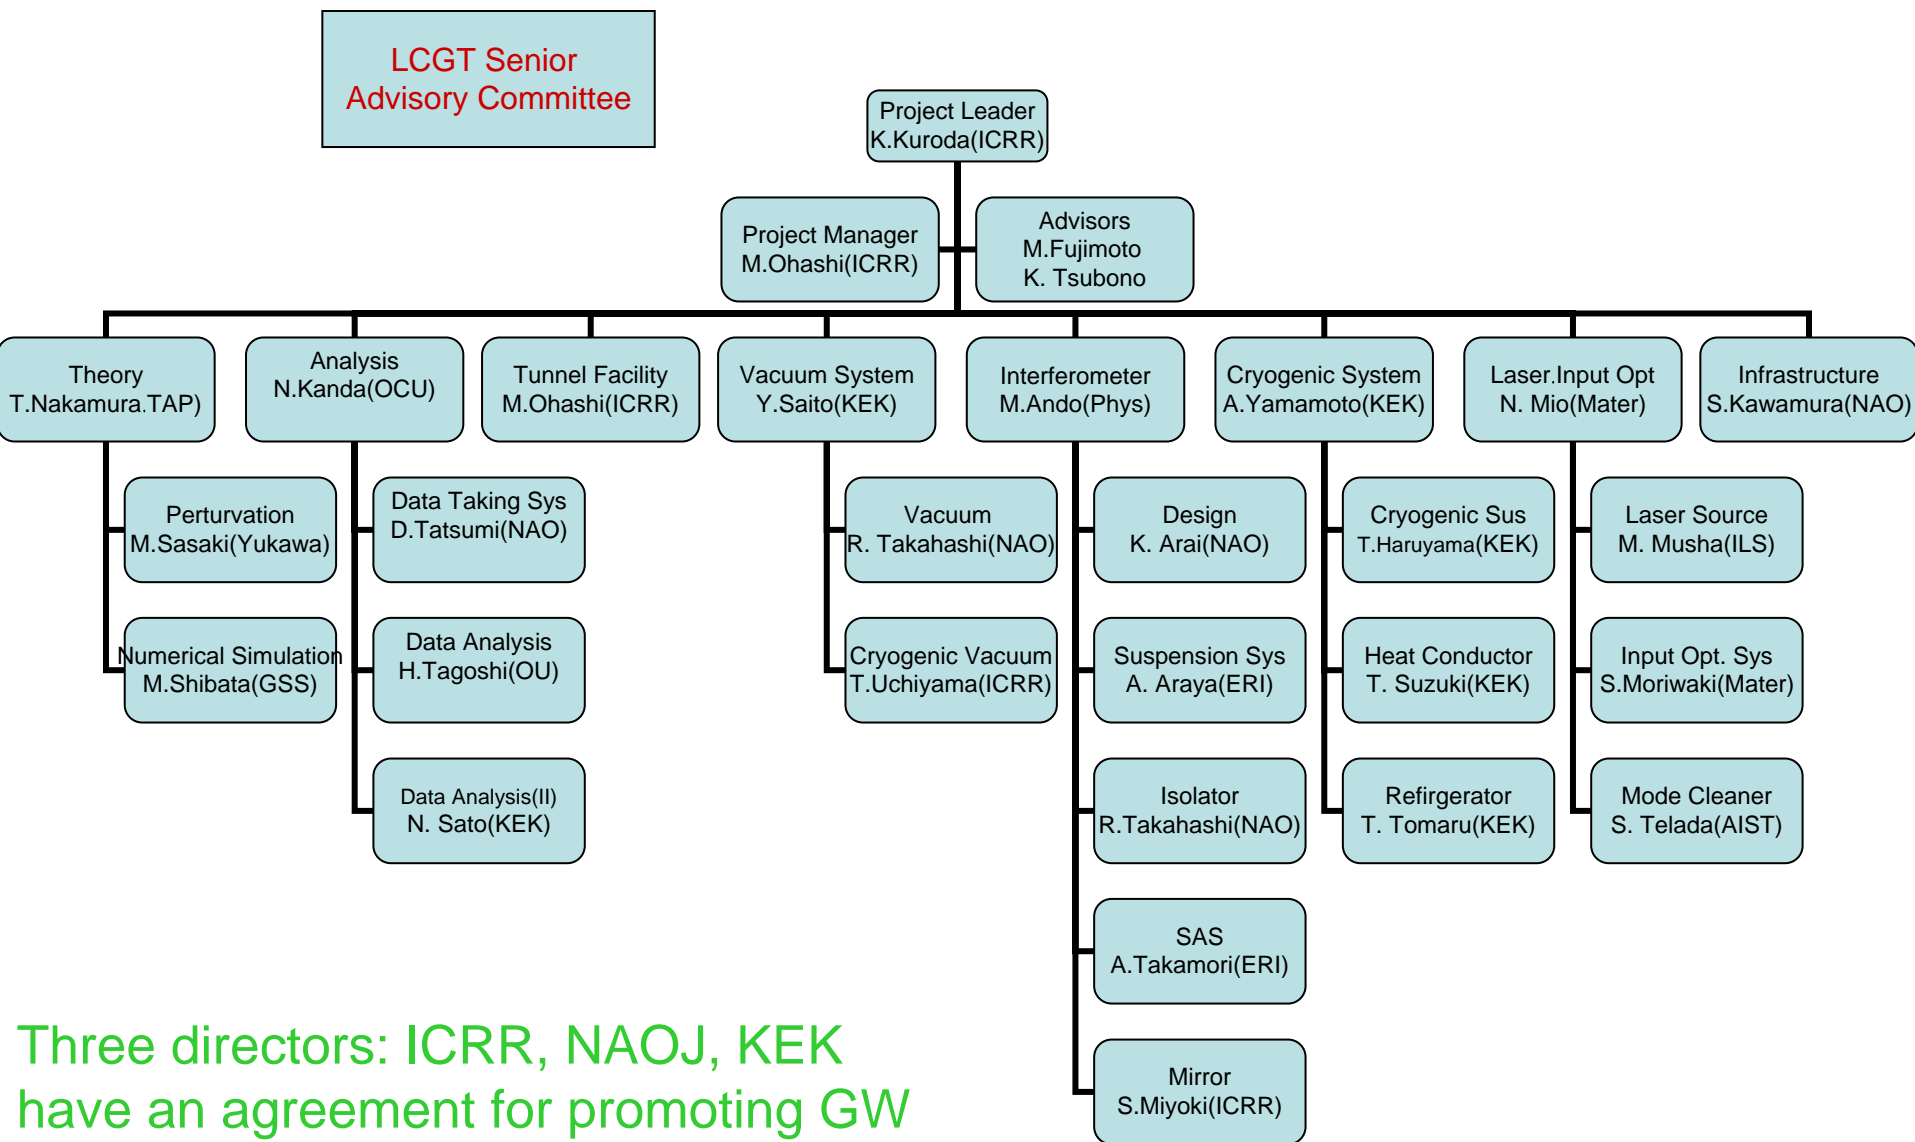 LCGT Senior
Advisory Committee
Project Leader
K.Kuroda(ICRR)
Project Manager
M.Ohashi(ICRR)
Advisors
M.Fujimoto
K. Tsubono
Theory
T.Nakamura.TAP)
Analysis
N.Kanda(OCU)
Tunnel Facility
M.Ohashi(ICRR)
Vacuum System
Y.Saito(KEK)
Interferometer
M.Ando(Phys)
Cryogenic System
A.Yamamoto(KEK)
Laser.Input Opt
N. Mio(Mater)
Infrastructure
S.Kawamura(NAO)
Perturvation
M.Sasaki(Yukawa)
Data Taking Sys
D.Tatsumi(NAO)
Vacuum
R. Takahashi(NAO)
Design
K. Arai(NAO)
Cryogenic Sus
T.Haruyama(KEK)
Laser Source
M. Musha(ILS)
Numerical Simulation
M.Shibata(GSS)
Data Analysis
H.Tagoshi(OU)
Cryogenic Vacuum
T.Uchiyama(ICRR)
Suspension Sys
A. Araya(ERI)
Heat Conductor
T. Suzuki(KEK)
Input Opt. Sys
S.Moriwaki(Mater)
Data Analysis(II)
N. Sato(KEK)
Isolator
R.Takahashi(NAO)
Refirgerator
T. Tomaru(KEK)
Mode Cleaner
S. Telada(AIST)
SAS
A.Takamori(ERI)
Mirror
S.Miyoki(ICRR)
Three directors: ICRR, NAOJ, KEK
have an agreement for promoting GW